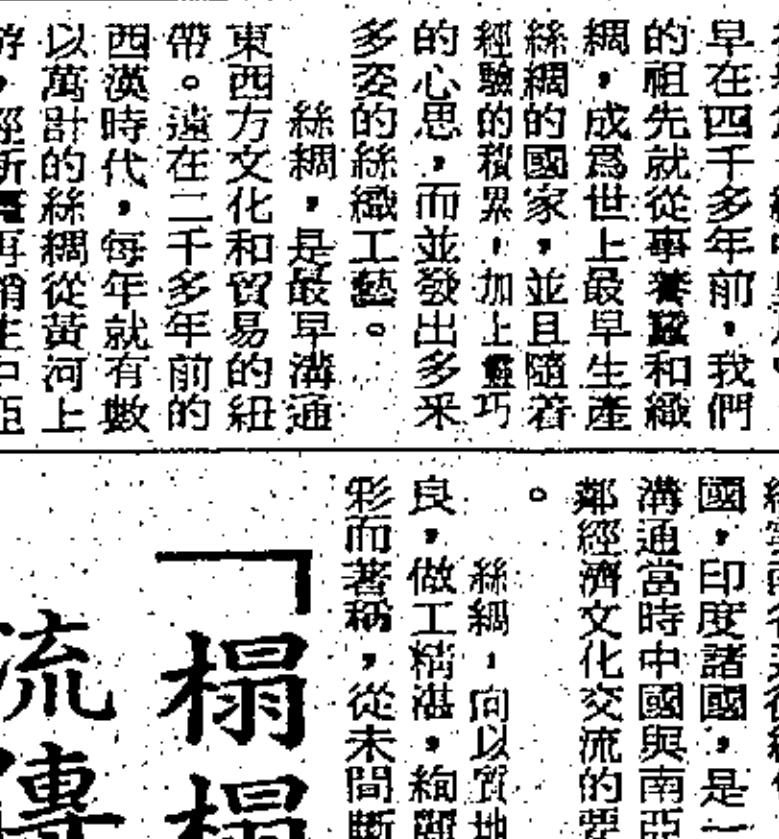 早在四千多年前，我們
的祖先就從事養蠶和織
綢，成爲世上最早生產
絲綢的國家，並且隨着
經驗的積累，加上靈巧
的心思，而並發出多釆
多姿的絲織工藝。
絲綢，是最早溝通
東西方文化和貿易的紐
帶。遠在二千多年前的
西漢時代，每年就有數
以萬計的絲綢從黃河上
國，印度諸國，是一
溝通當時中國與南亞
鄰經濟文化交流的要
。
絲綢，向以質地
良，做工精湛，絢麗
彩而著稱，從未間斷
「榻榻
流傳